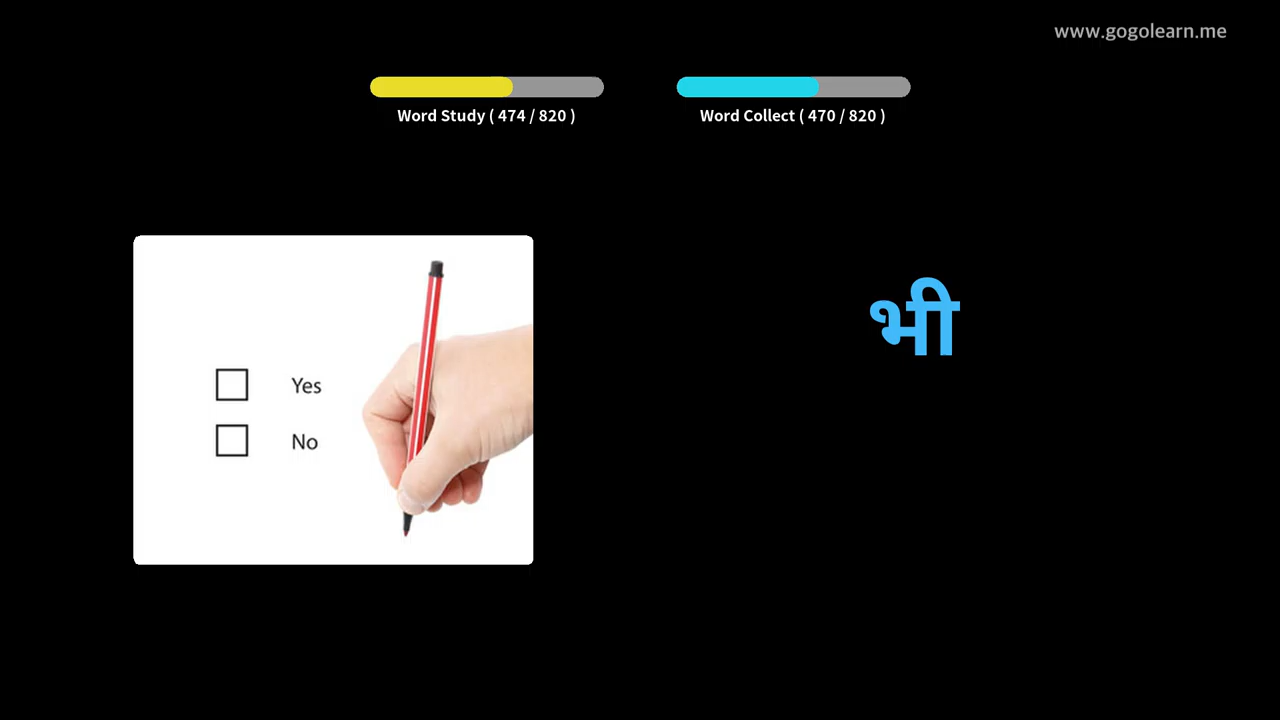 www.gogolearn.me
Word Study ( 474 / 820 )
Word Collect ( 470 / 820 )
Yes
No
भी